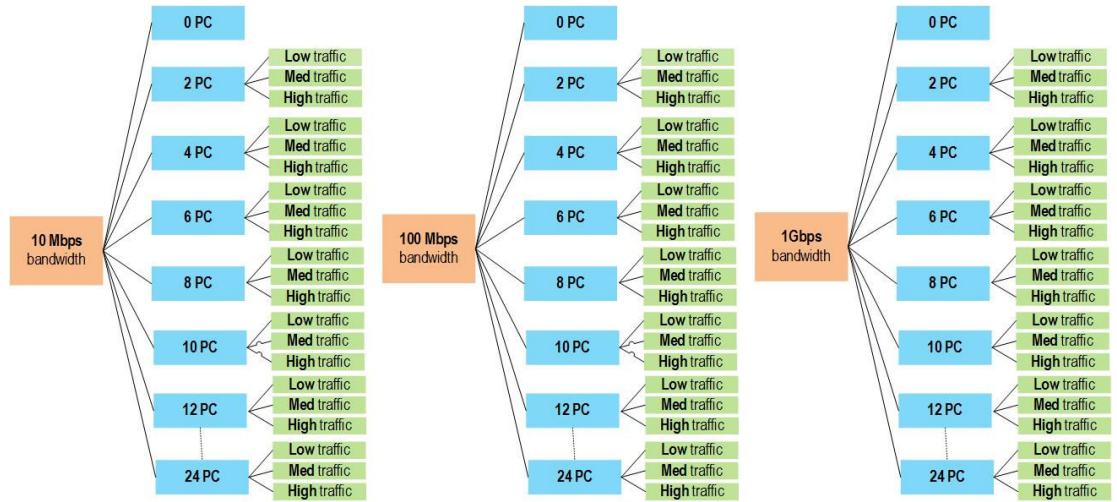 10 Mbps
bandwidth
0 PC
2 PC
Low traffic
Med traffic
High traffic
4 PC
Low traffic
Med traffic
High traffic
6 PC
Low traffic
Med traffic
High traffic
8 PC
Low traffic
Med traffic
High traffic
10 PC
Low traffic
Med traffic
High traffic
12 PC
Low traffic
Med traffic
High traffic
24 PC
Low traffic
Med traffic
High traffic
100 Mbps
bandwidth
0 PC
2 PC
Low traffic
Med traffic
High traffic
4 PC
Low traffic
Med traffic
High traffic
6 PC
Low traffic
Med traffic
High traffic
8 PC
Low traffic
Med traffic
High traffic
10 PC
Low traffic
Med traffic
High traffic
12 PC
Low traffic
Med traffic
High traffic
24 PC
Low traffic
Med traffic
High traffic
1Gbps
bandwidth
0 PC
2 PC
Low traffic
Med traffic
High traffic
4 PC
Low traffic
Med traffic
High traffic
6 PC
Low traffic
Med traffic
High traffic
8 PC
Low traffic
Med traffic
High traffic
10 PC
Low traffic
Med traffic
High traffic
12 PC
Low traffic
Med traffic
High traffic
24 PC
Low traffic
Med traffic
High traffic